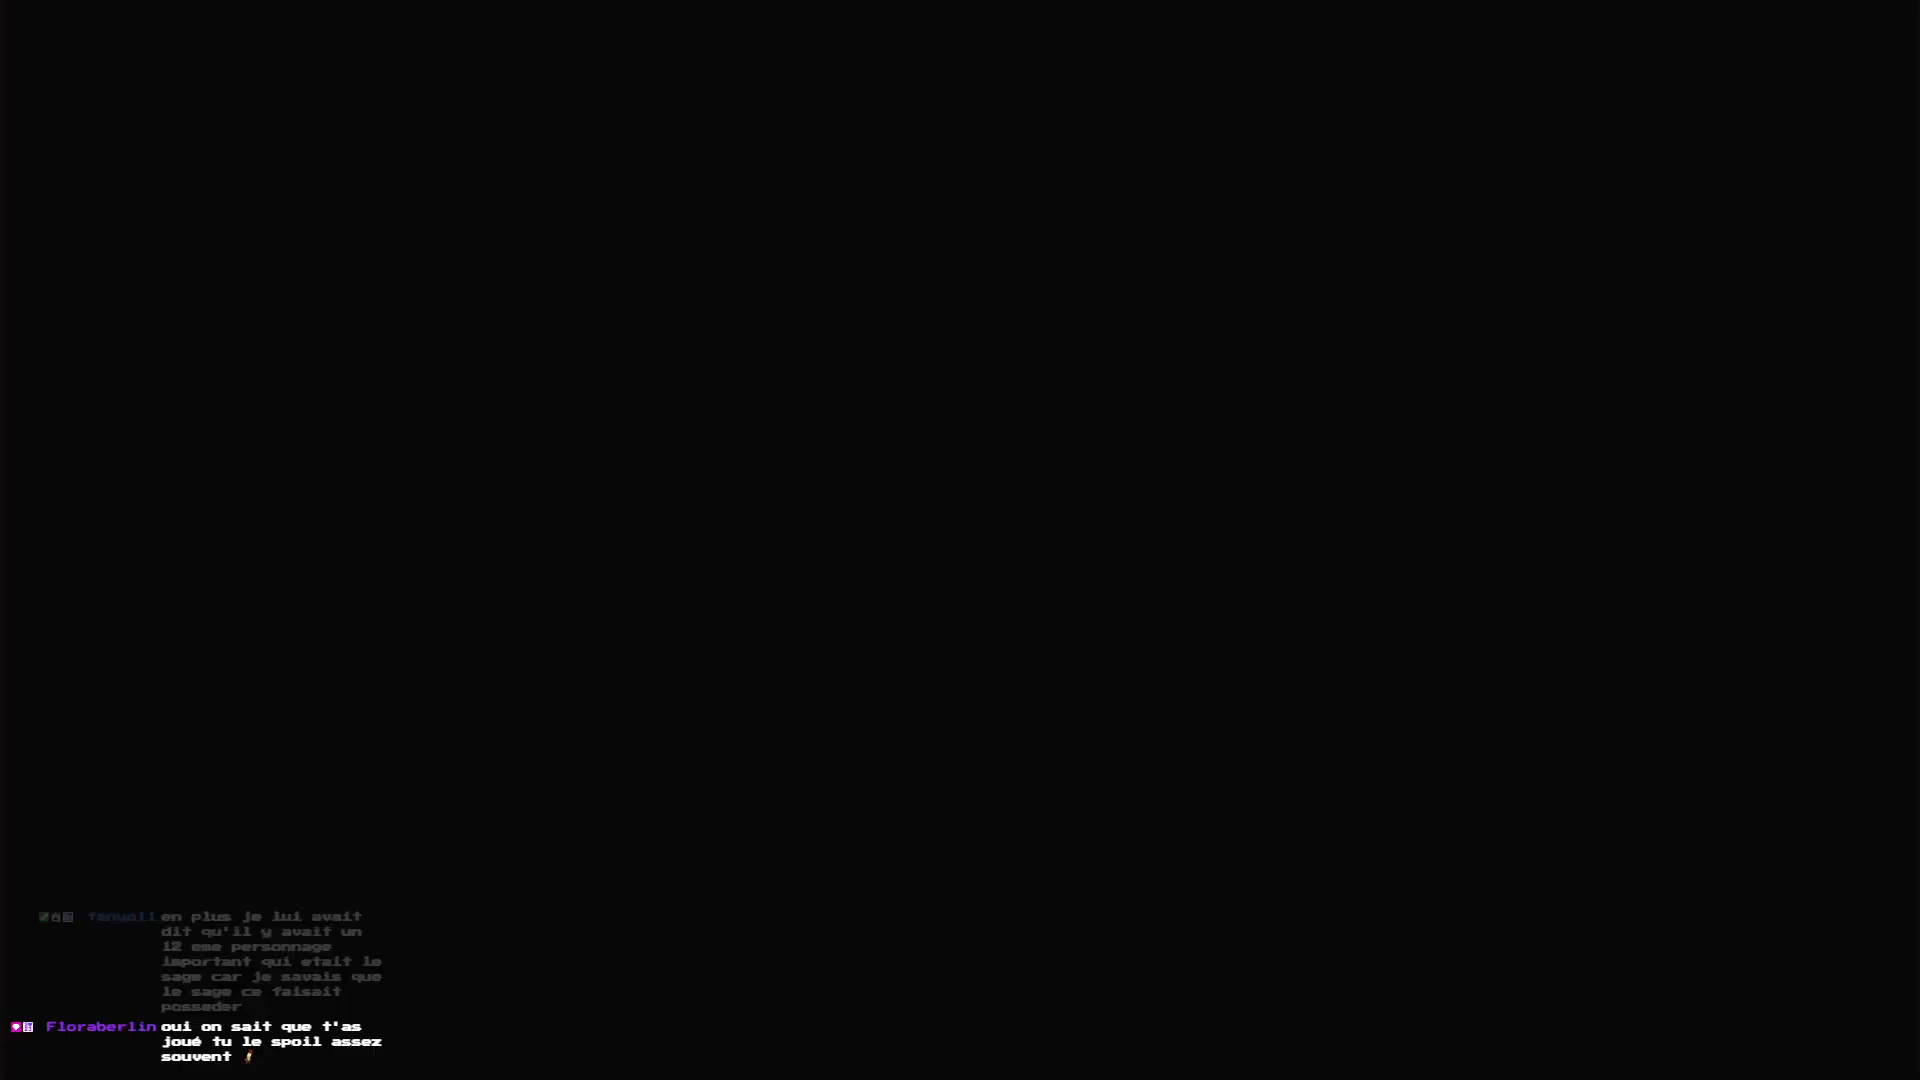 fanyoli en plus je lui avait
dit qu'il y avait un
12 eme personnage
important qui etait le
sage car je savais que
le sage ce faisait
posseder
Floraberlin oui on sait que t'as
joué tu le spoil assez
souvent